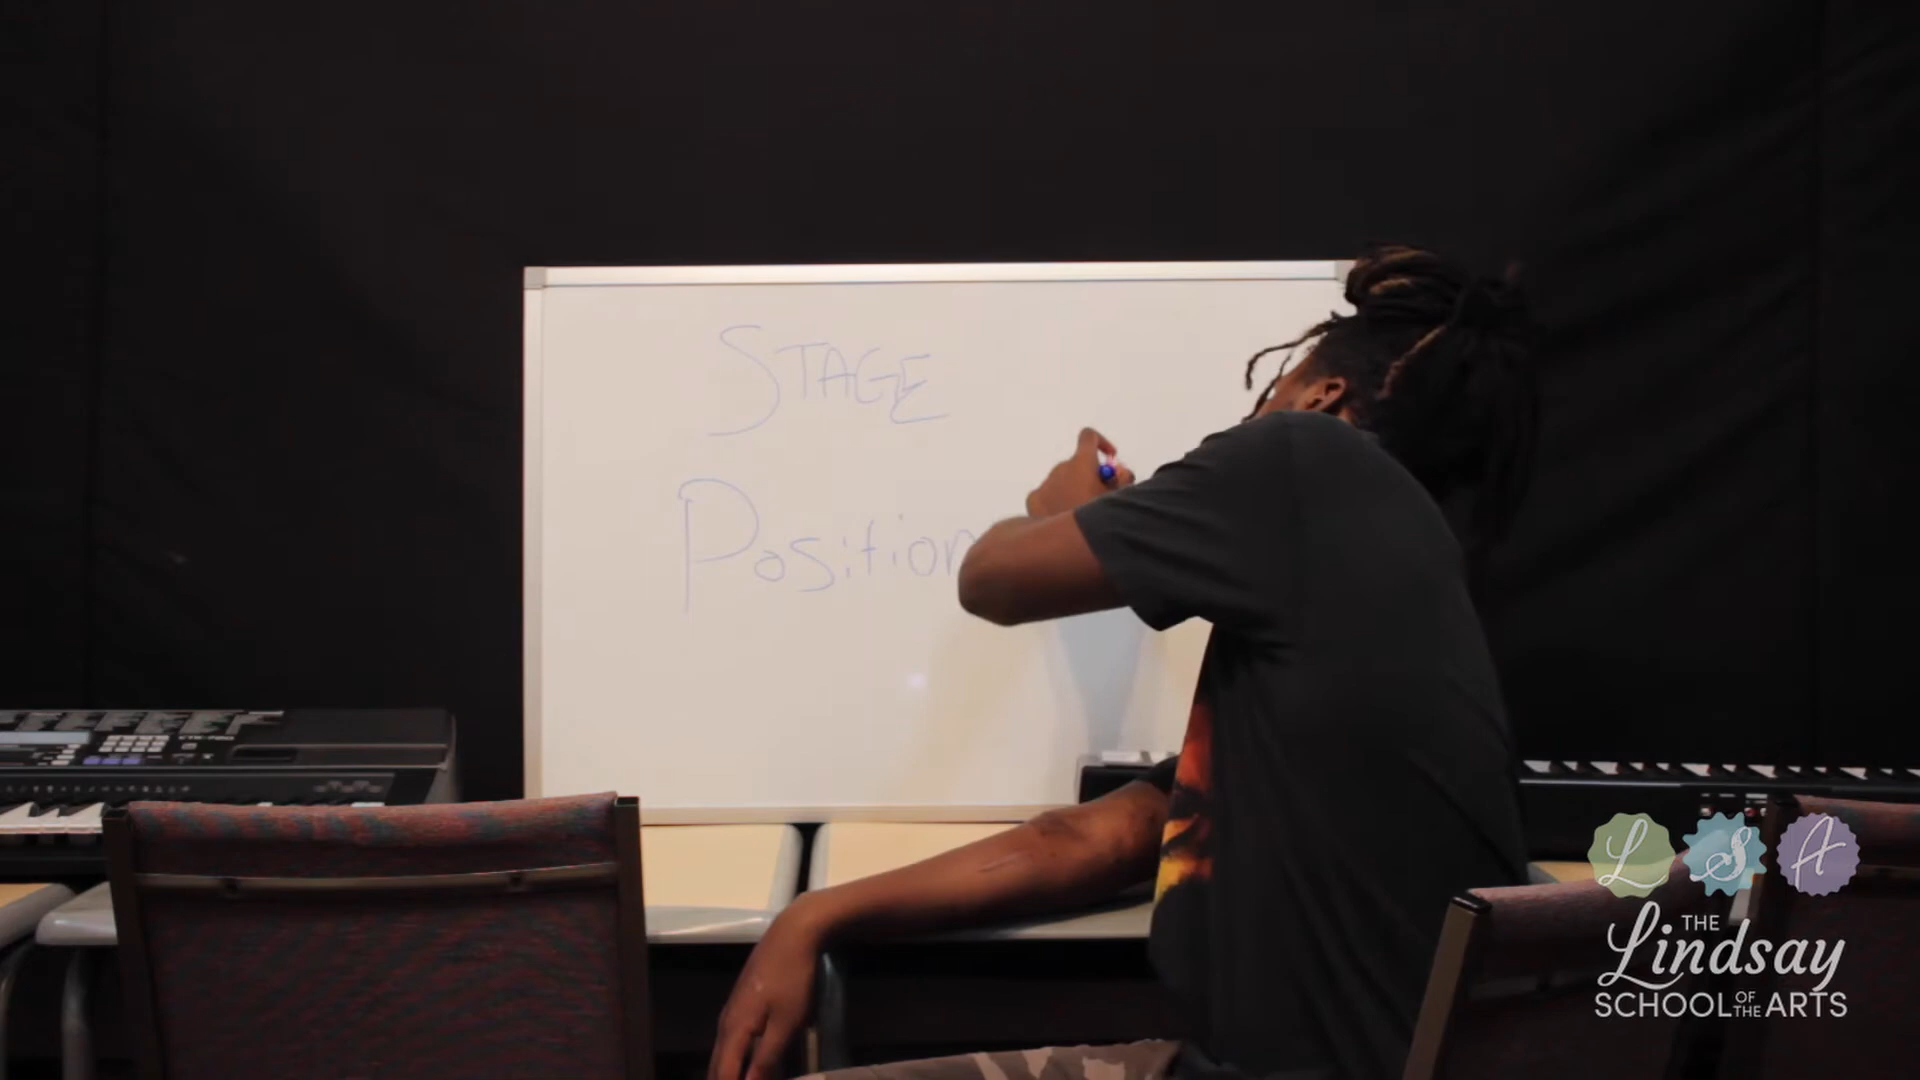 STAGE
Position
L S A
THE
Lindsay
SCHOOL OF THE ARTS